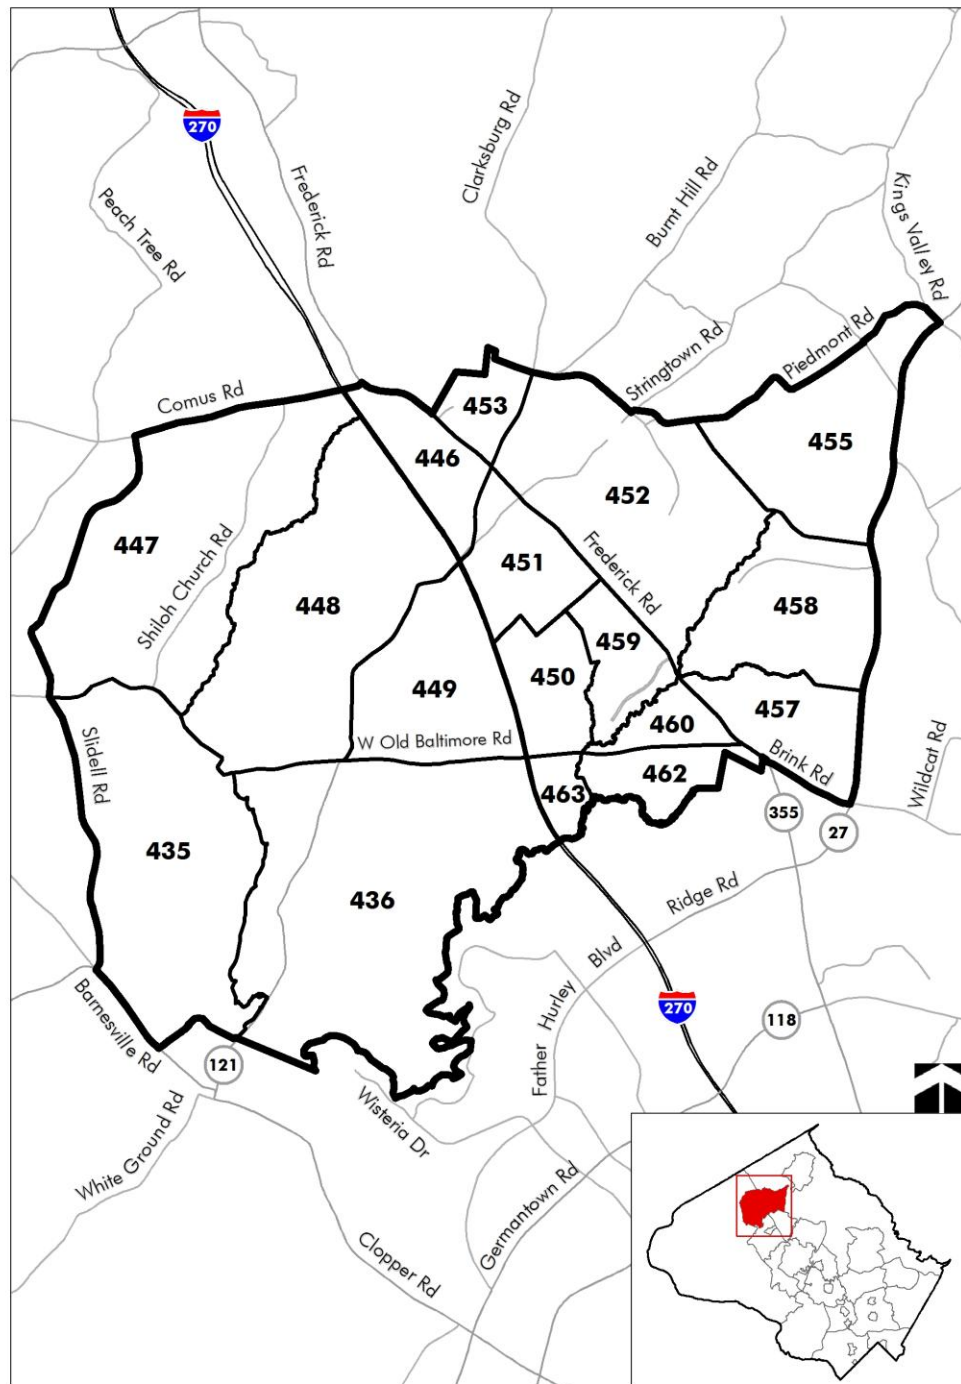 270
Clarksburg Rd
Burnt Hill Rd
Kings Valley Rd
Frederick Rd
Peach Tree Rd
Stringtown Rd
Piedmont Rd
Comus Rd
453
455
446
452
447
Shiloh Church Rd
451
Frederick Rd
448
458
459
450
449
457
460
W Old Baltimore Rd
Slidell Rd
462
Brink Rd
Wildcat Rd
463
355
27
435
436
Ridge Rd
Father Hurley Blvd
270
118
Barnesville Rd
121
Wisteria Dr
White Ground Rd
Germantown Rd
Clopper Rd